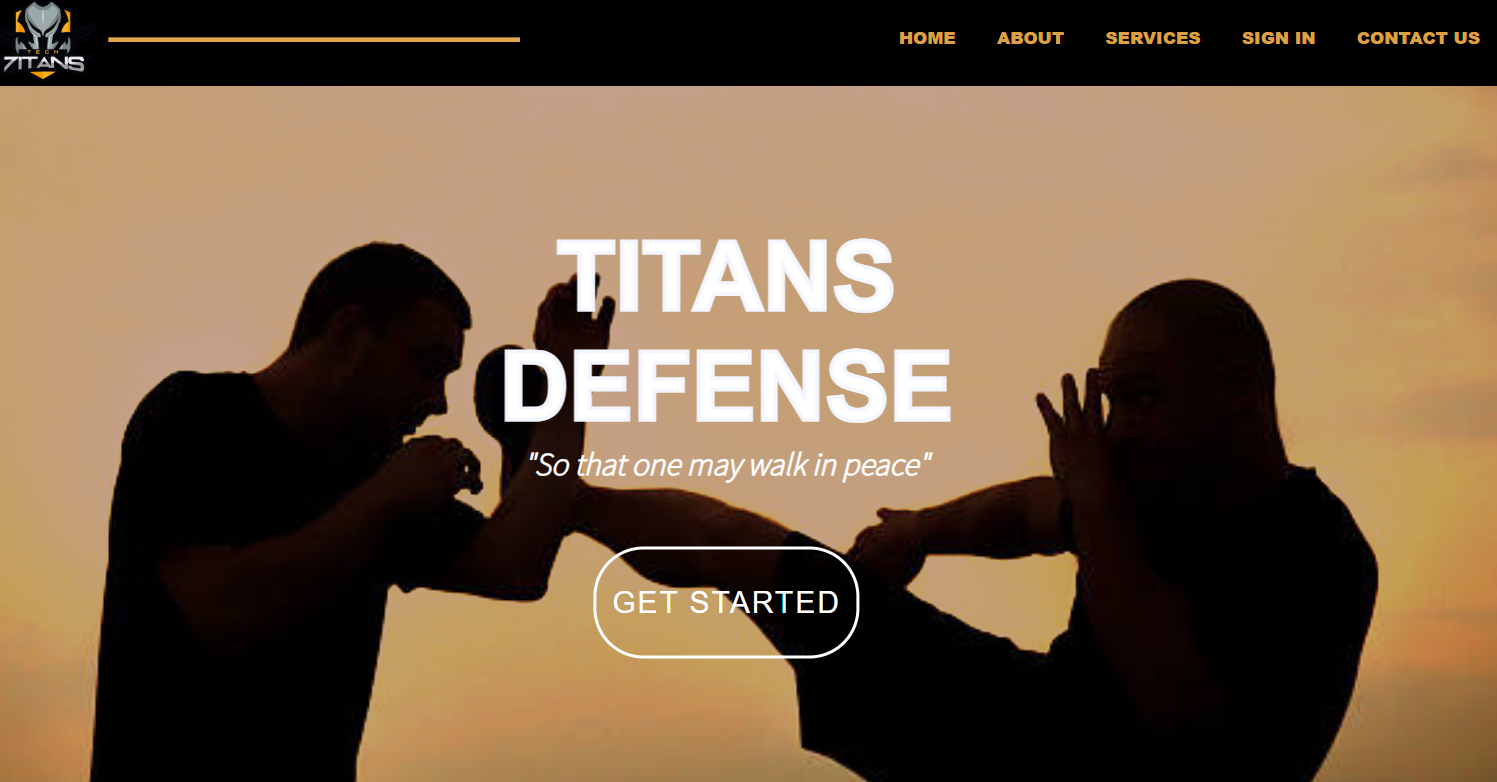 TECH
7ITANS
HOME ABOUT SERVICES SIGN IN CONTACT US
TITANS
DEFENSE
"So that one may walk in peace"
GET STARTED